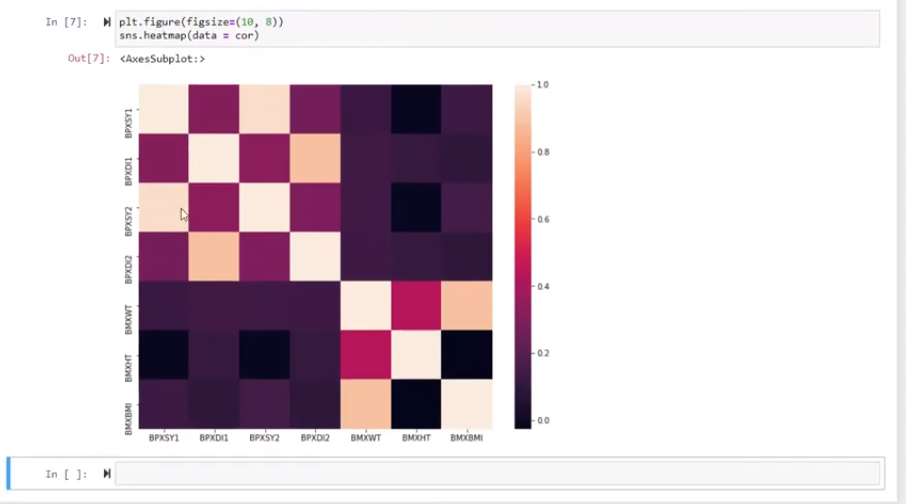 In [7]:
plt.figure(figsize=(10, 8))
sns.heatmap(data = cor)
Out[7]: <AxesSubplot:>
BPXSY1
BPXDI1
BPXSY2
BPXDI2
BMXWT
BMXHT
BMXBMI
BPXSY1 BPXDI1 BPXSY2 BPXDI2 BMXWT BMXHT BMXBMI
1.0
0.8
0.6
0.4
0.2
0.0
In [ ]: